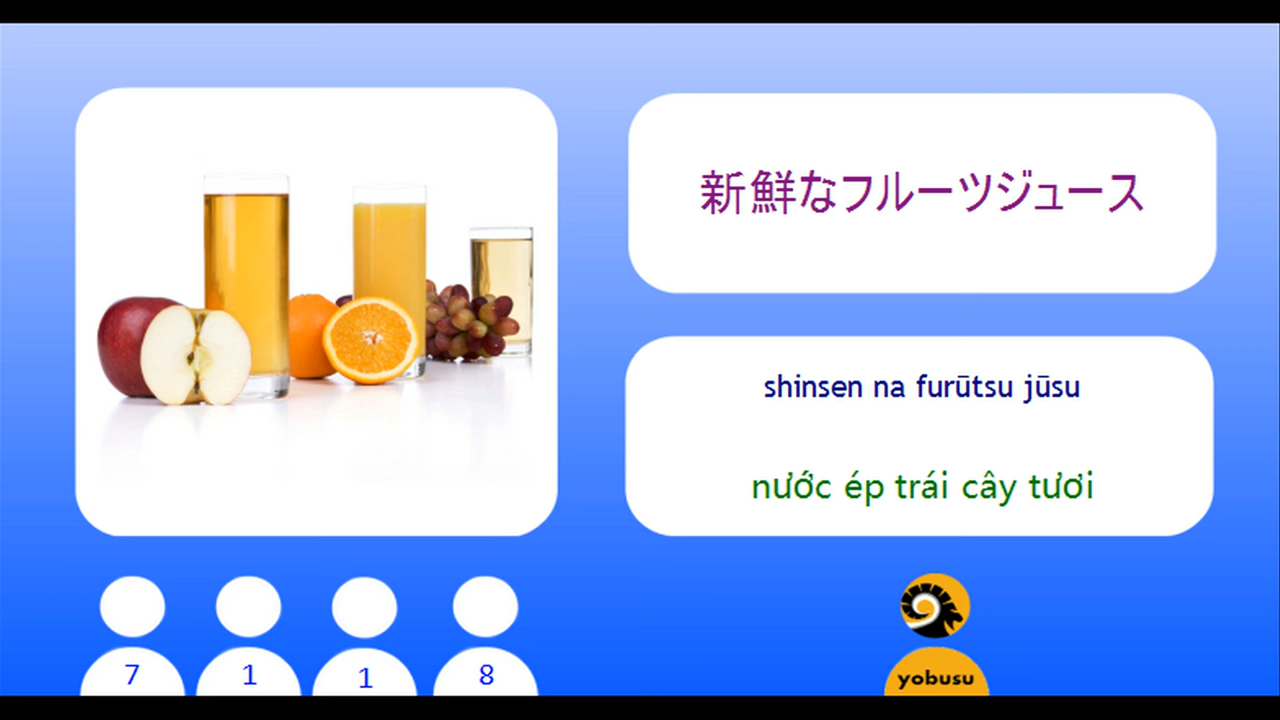 新鮮なフルーツジュース
shinsen na furūtsu jūsu
nước ép trái cây tươi
7 1 1 8
yobusu